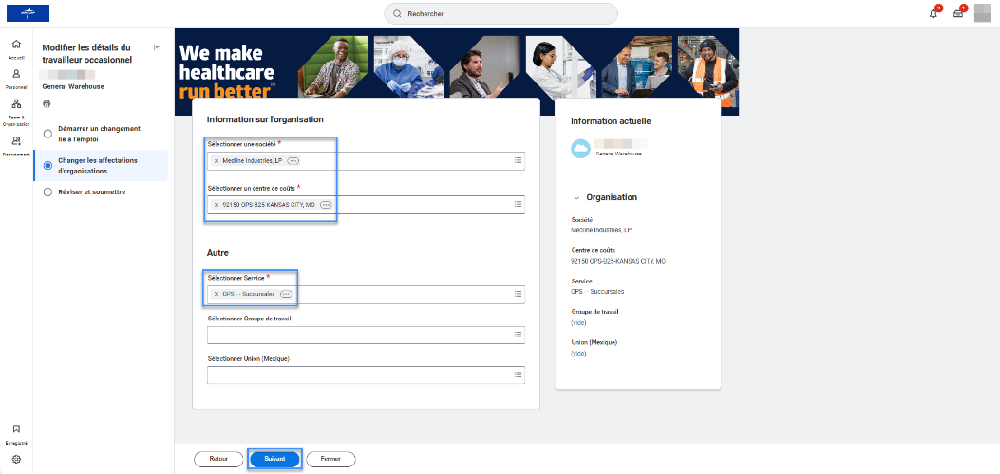 Rechercher
3
1
Accueil
Personnel
Team &
Organisation
Recrutement
Enregistré
Modifier les détails du
travailleur occasionnel
General Warehouse
Démarrer un changement
lié à l'emploi
Changer les affectations
d'organisations
Réviser et soumettre
We make
healthcare
run better
Information sur l'organisation
Sélectionner une société *
× Medline Industries, LP
Sélectionner un centre de coûts *
× 92150 OPS-B25-KANSAS CITY, MO
Autre
Sélectionner Service *
× OPS - - Succursales
Sélectionner Groupe de travail
Sélectionner Union (Mexique)
Information actuelle
General Warehouse
Organisation
Société
Medline Industries, LP
Centre de coûts
92150 OPS-B25-KANSAS CITY, MO
Service
OPS - - Succursales
Groupe de travail
(vide)
Union (Mexique)
(vide)
Retour
Suivant
Fermer